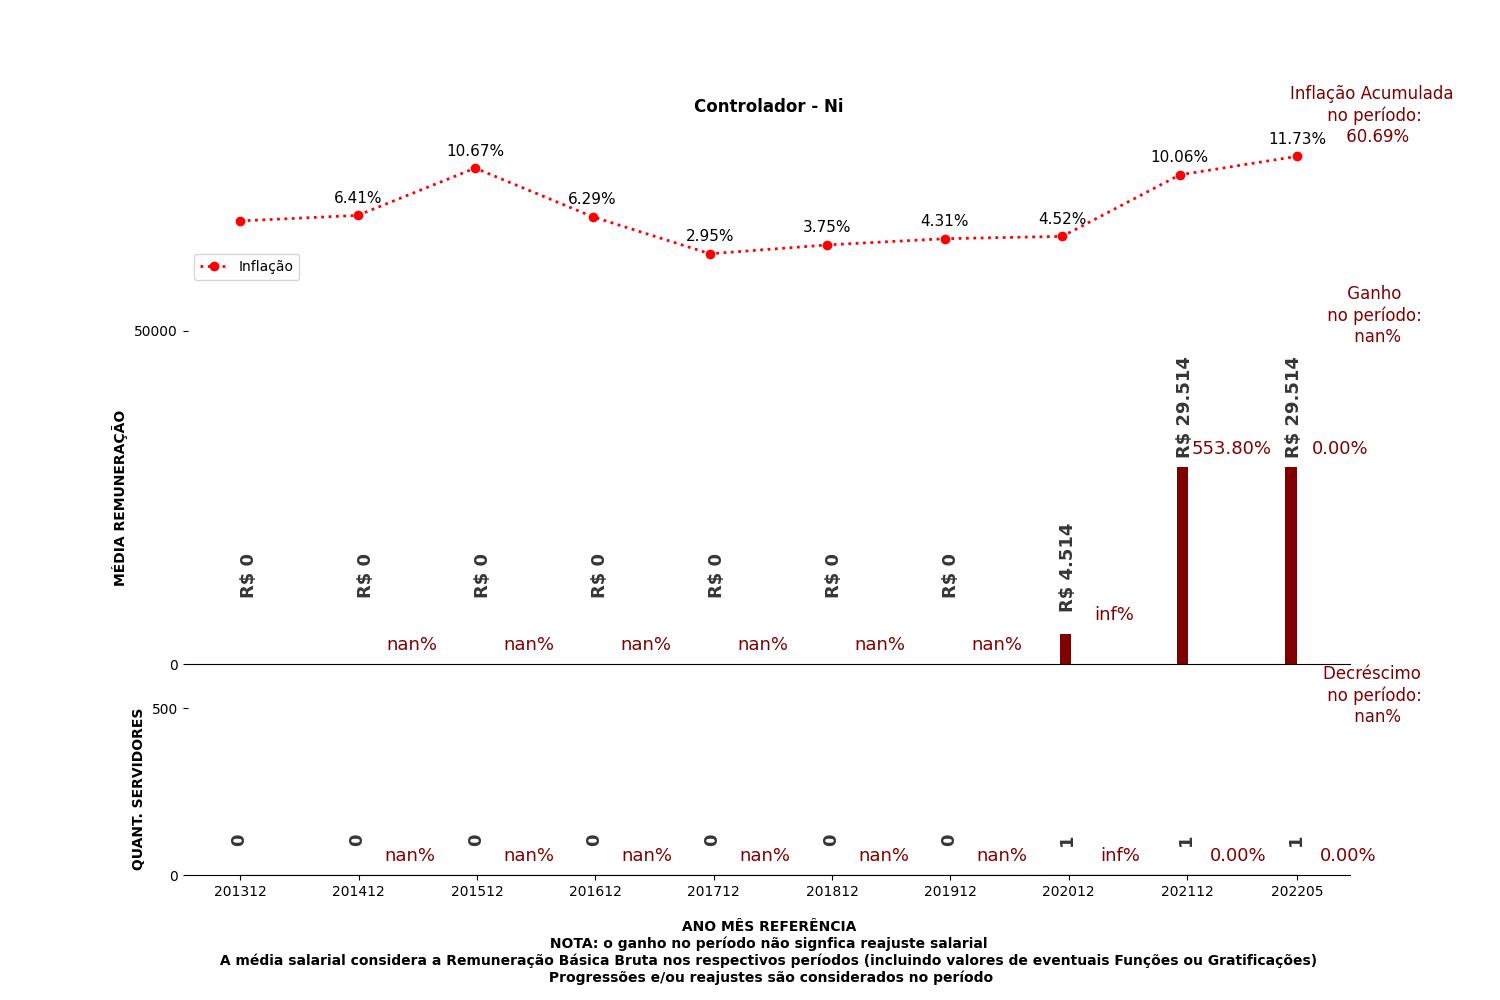 Controlador - Ni
Inflação Acumulada
no período:
60.69%
6.41%
10.67%
6.29%
2.95%
3.75%
4.31%
4.52%
10.06%
11.73%
Inflação
Ganho
no período:
nan%
MÉDIA REMUNERAÇÃO
50000
0
R$ 0
R$ 0
R$ 0
R$ 0
R$ 0
R$ 0
R$ 0
R$ 4.514
R$ 29.514
R$ 29.514
nan%
nan%
nan%
nan%
nan%
nan%
inf%
553.80%
0.00%
Decréscimo
no período:
nan%
QUANT. SERVIDORES
500
0
0
0
0
0
0
0
0
1
1
1
nan%
nan%
nan%
nan%
nan%
nan%
inf%
0.00%
0.00%
201312
201412
201512
201612
201712
201812
201912
202012
202112
202205
ANO MÊS REFERÊNCIA
NOTA: o ganho no período não signfica reajuste salarial
A média salarial considera a Remuneração Básica Bruta nos respectivos períodos (incluindo valores de eventuais Funções ou Gratificações)
Progressões e/ou reajustes são considerados no período